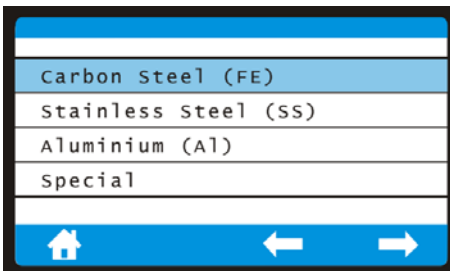 Carbon Steel (FE)
Stainless Steel (SS)
Aluminium (Al)
Special